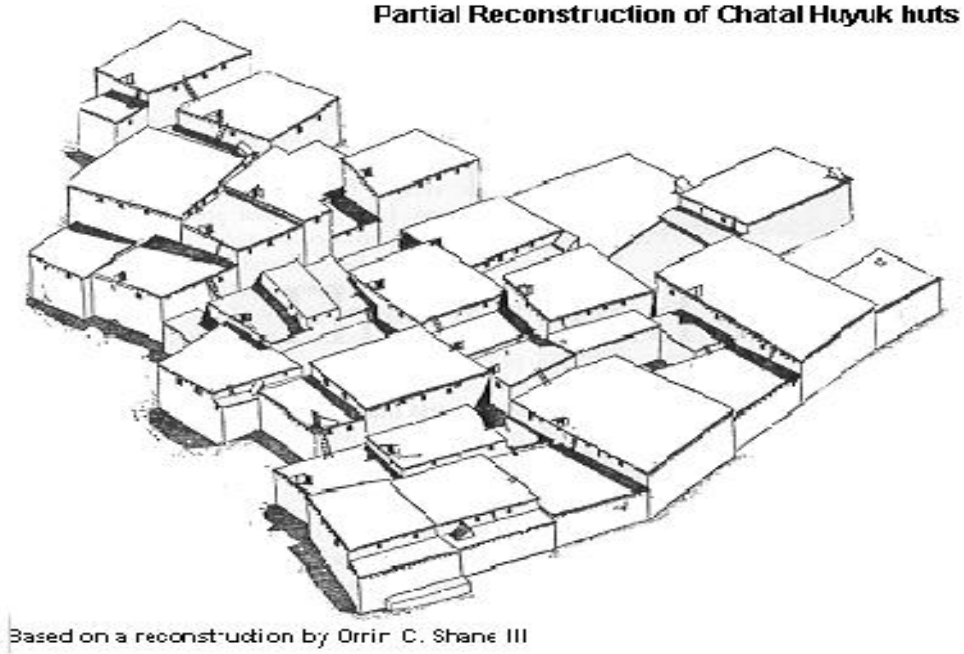 Partial Reconstruction of Chatal Huyuk huts
Based on a reconstruction by Orrin C. Shane III